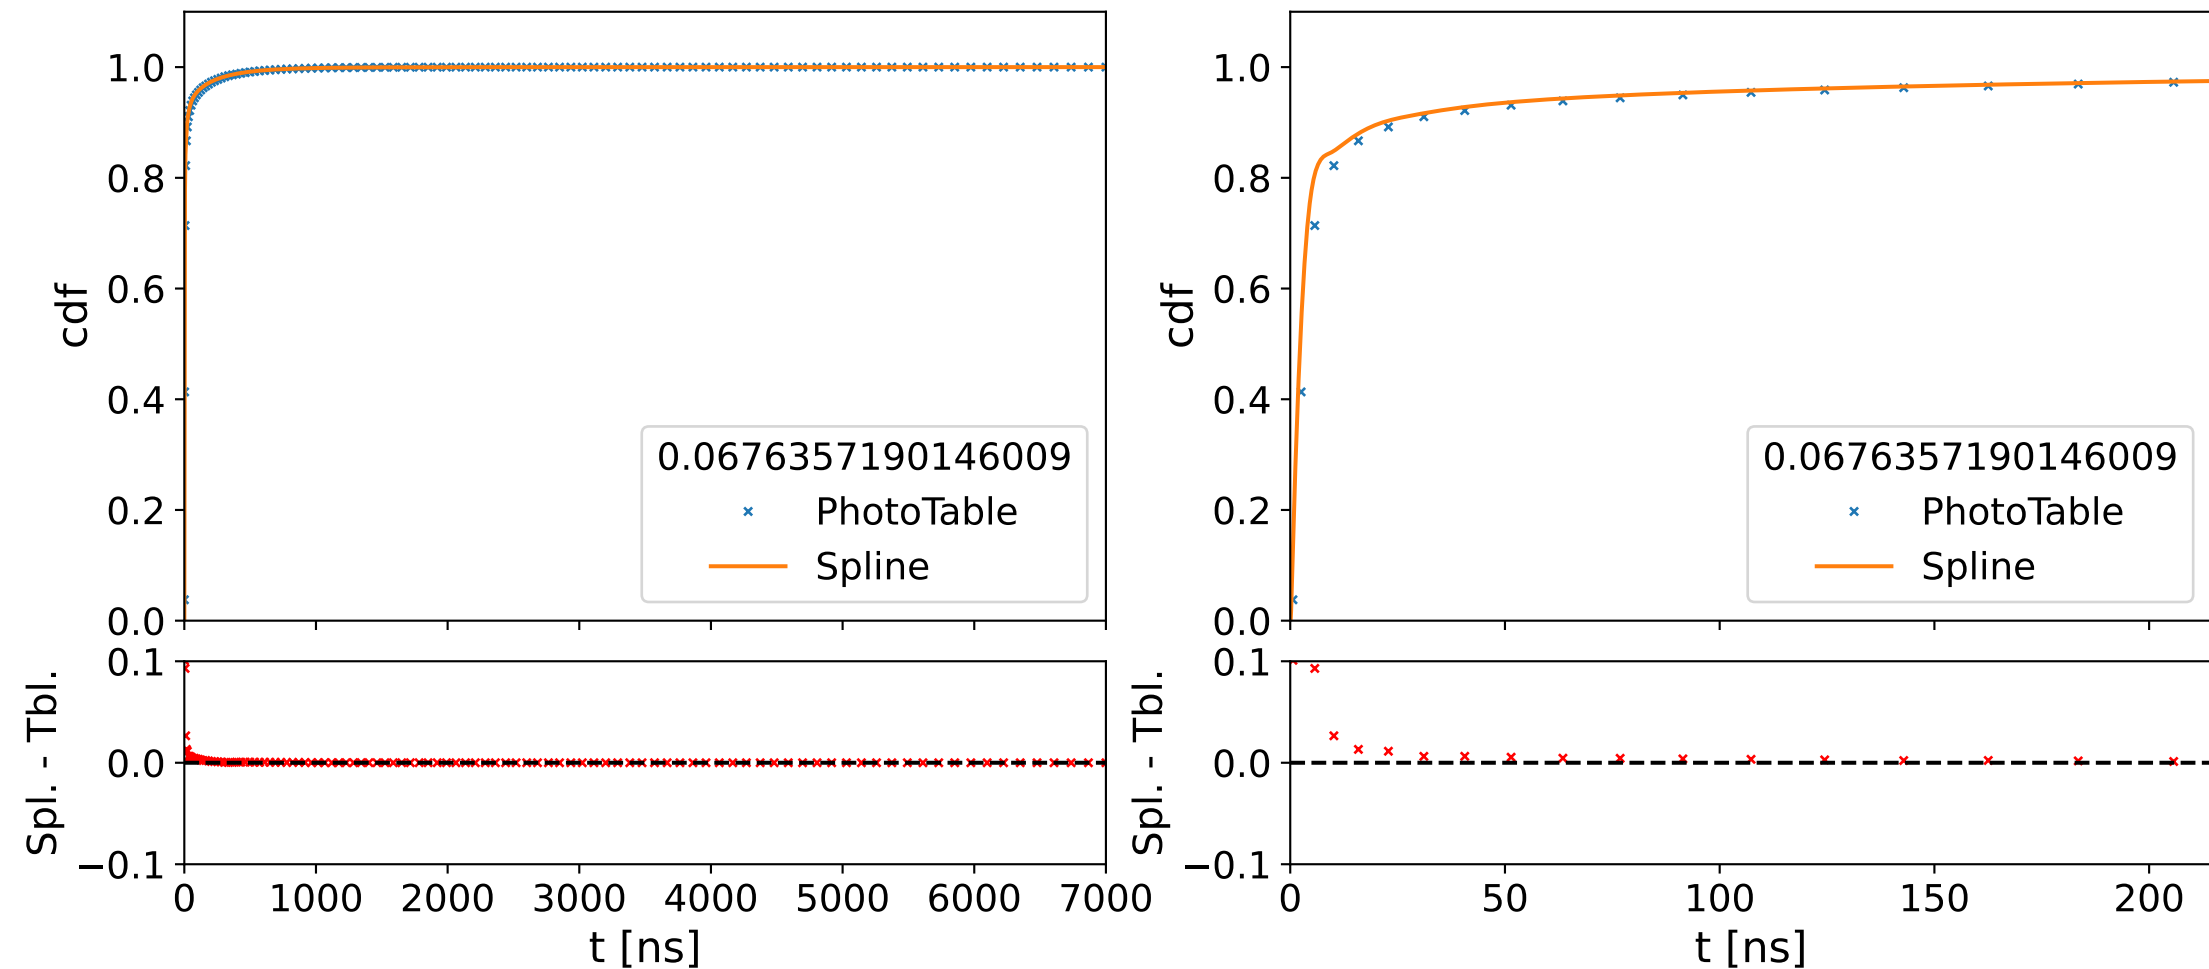 cdf
1.0
0.8
0.6
0.4
0.2
0.0
0.0676357190146009
PhotoTable
Spline
Spl. - Tbl.
0.1
0.0
−0.1
0 1000 2000 3000 4000 5000 6000 7000
t [ns]
cdf
1.0
0.8
0.6
0.4
0.2
0.0
0.0676357190146009
PhotoTable
Spline
Spl. - Tbl.
0.1
0.0
−0.1
0 50 100 150 200
t [ns]